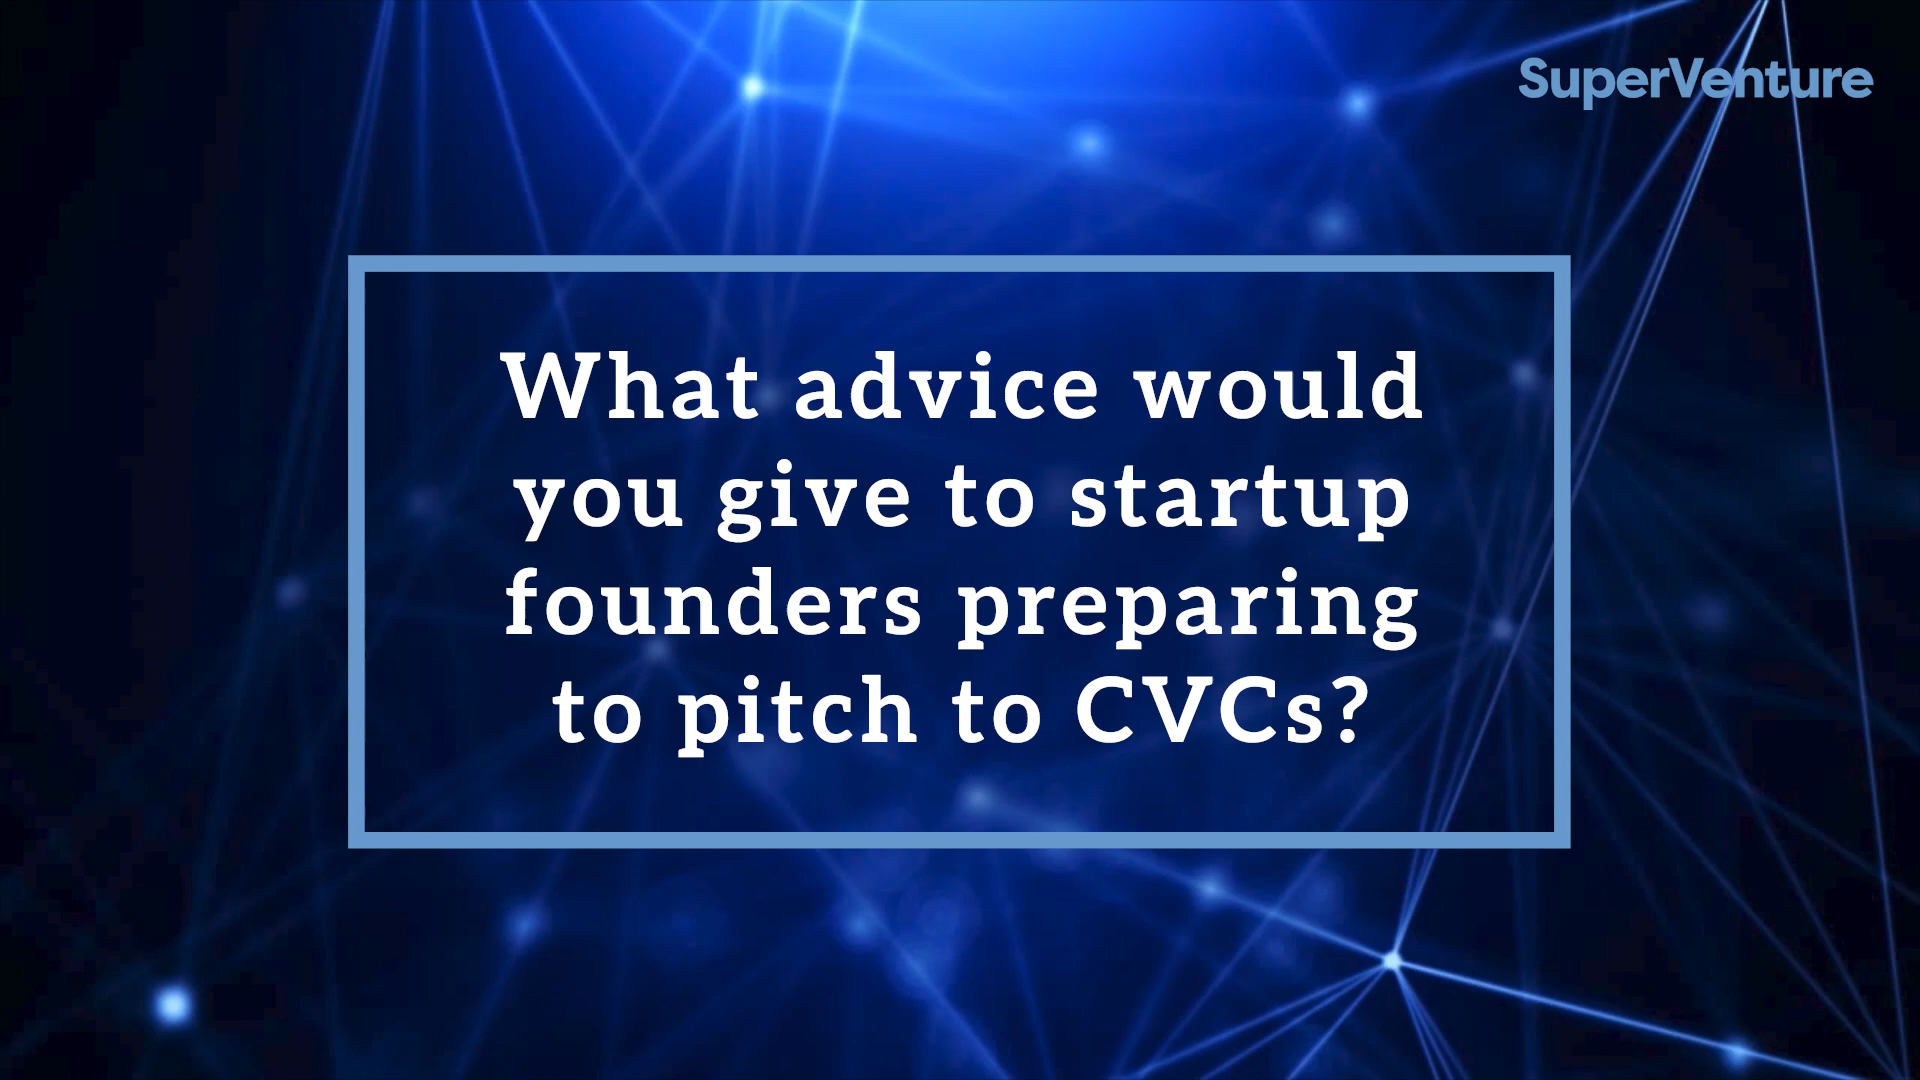 SuperVenture
What advice would
you give to startup
founders preparing
to pitch to CVCs?